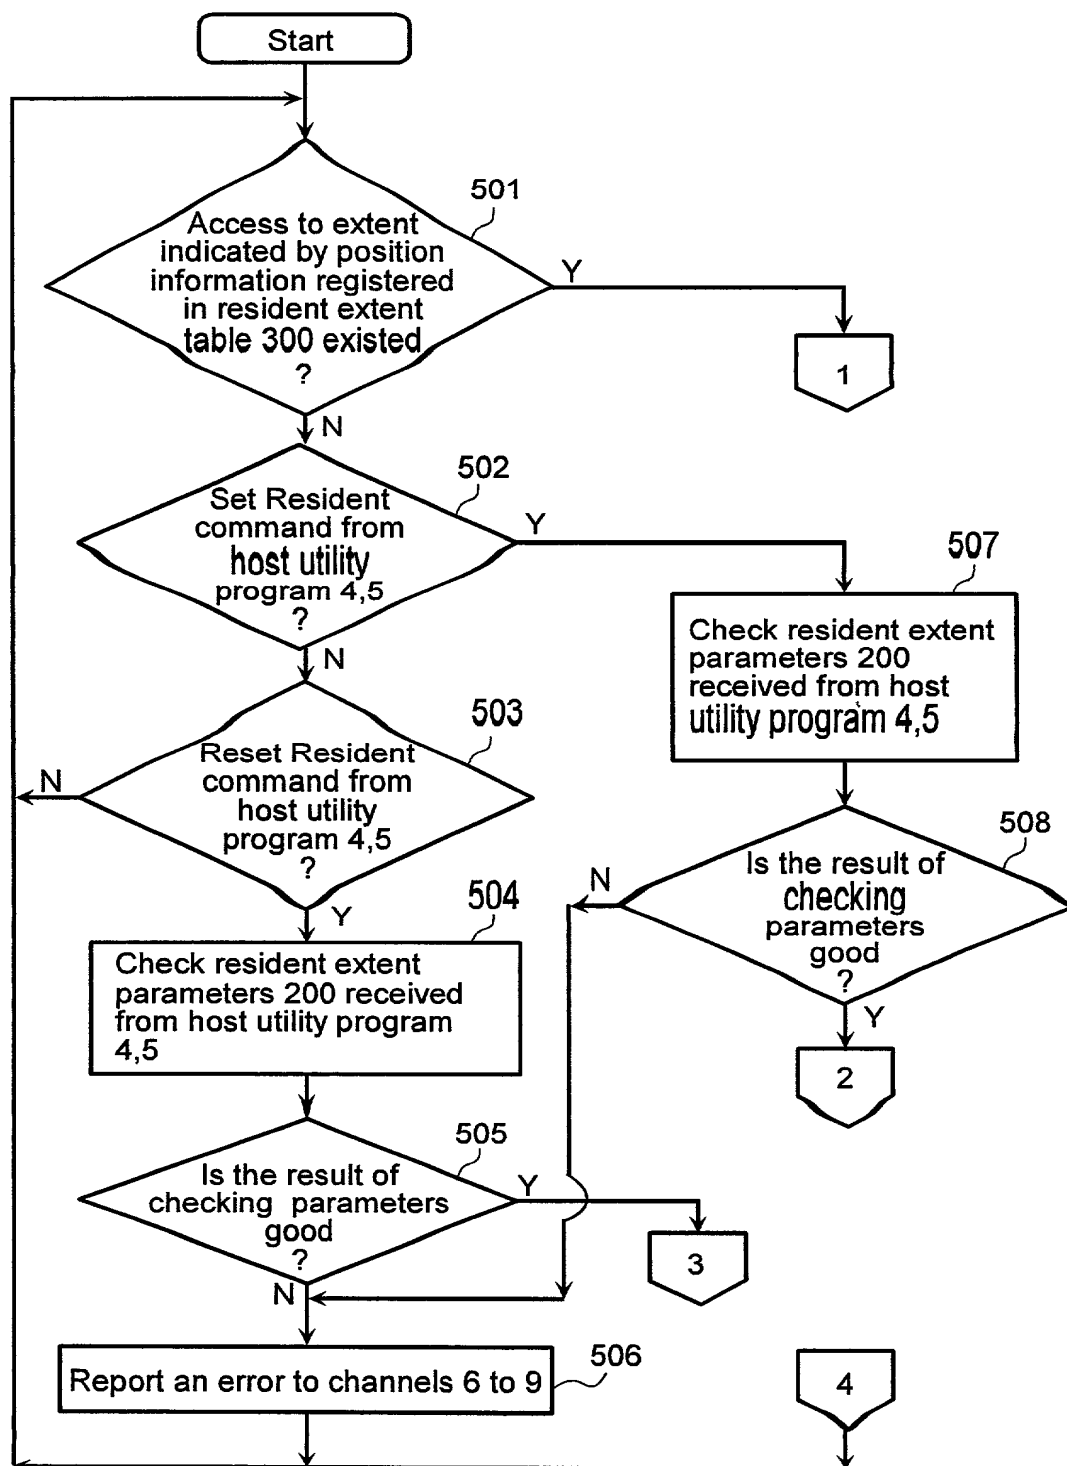 Start
501
Access to extent
indicated by position
information registered
in resident extent
table 300 existed
?
Y
1
N
502
Set Resident
command from
host utility
program 4,5
?
Y
507
Check resident extent
parameters 200
received from host
utility program 4,5
N
503
Reset Resident
command from
host utility
program 4,5
?
N
Y
508
Is the result of
checking
parameters
good
?
N
Y
2
504
Check resident extent
parameters 200 received
from host utility program
4,5
505
Is the result of
checking parameters
good
?
Y
3
N
506
Report an error to channels 6 to 9
4